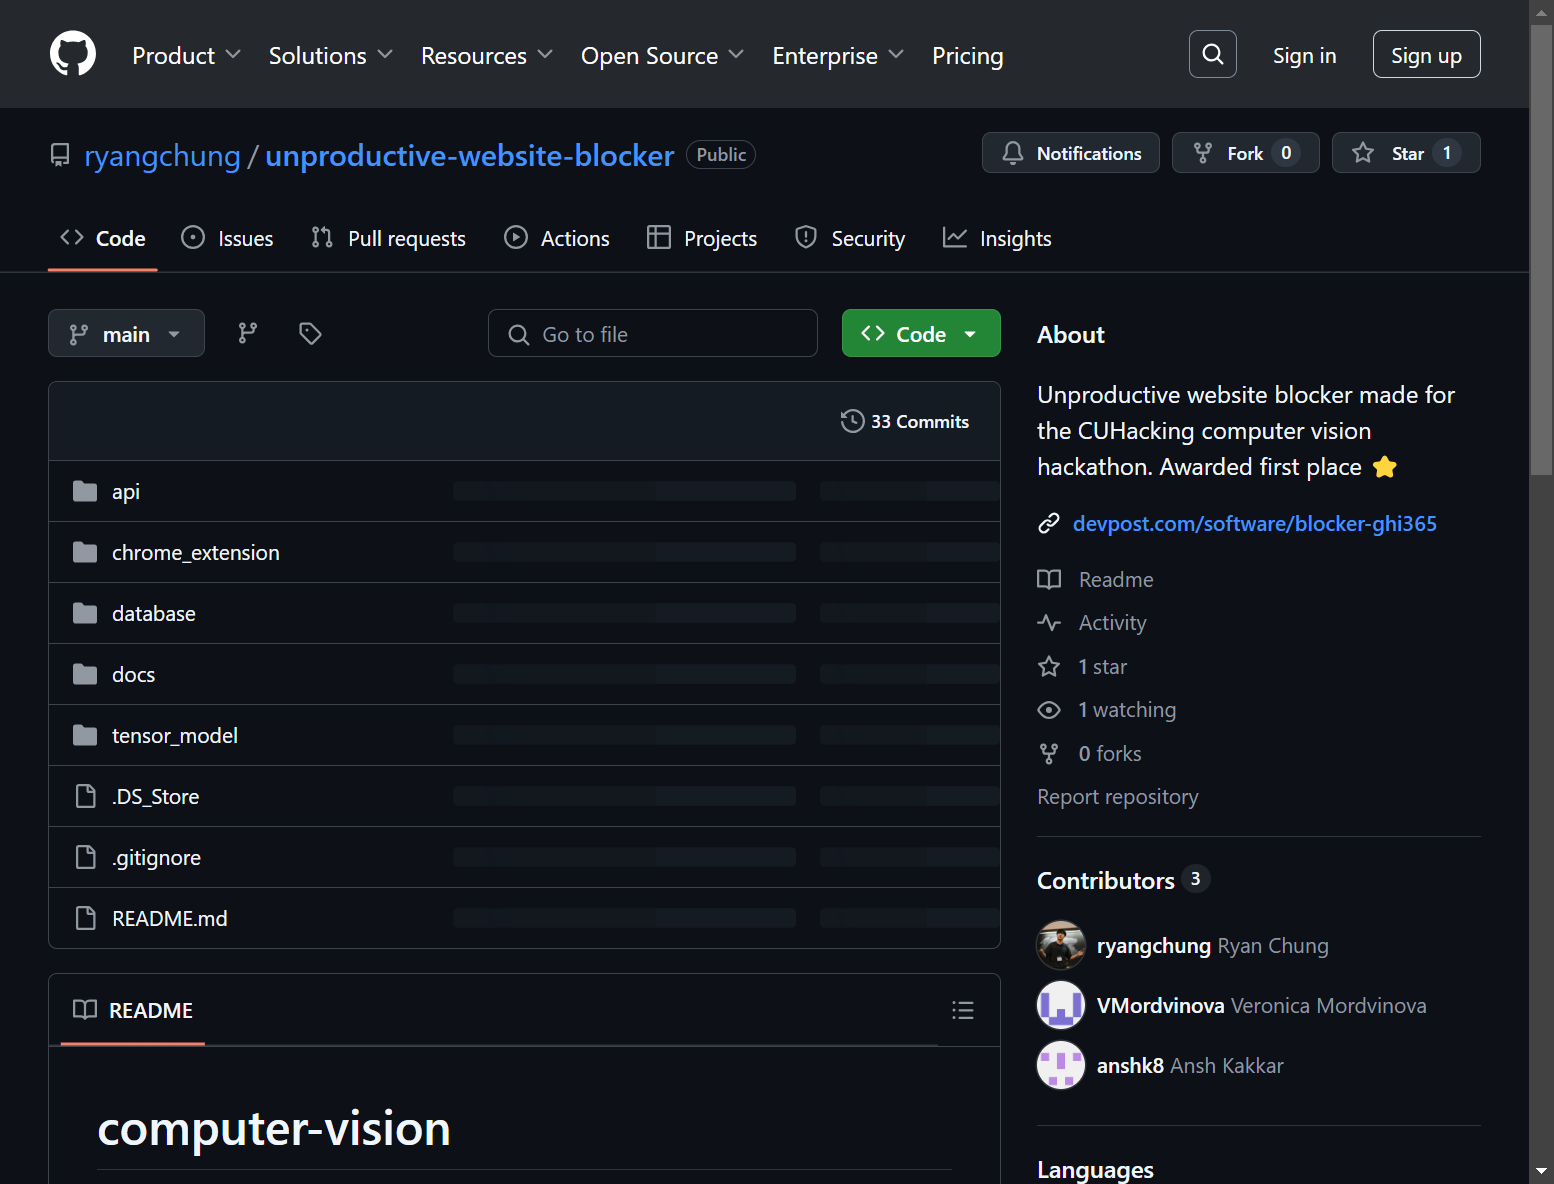 Product Solutions Resources Open Source Enterprise Pricing Sign in Sign up
ryangchung / unproductive-website-blocker Public Notifications Fork 0 Star 1
Code Issues Pull requests Actions Projects Security Insights
main Go to file Code
33 Commits
api
chrome_extension
database
docs
tensor_model
.DS_Store
.gitignore
README.md
README
computer-vision
About
Unproductive website blocker made for
the CUHacking computer vision
hackathon. Awarded first place ⭐
devpost.com/software/blocker-ghi365
Readme
Activity
1 star
1 watching
0 forks
Report repository
Contributors 3
ryangchung Ryan Chung
VMordvinova Veronica Mordvinova
anshk8 Ansh Kakkar
Languages